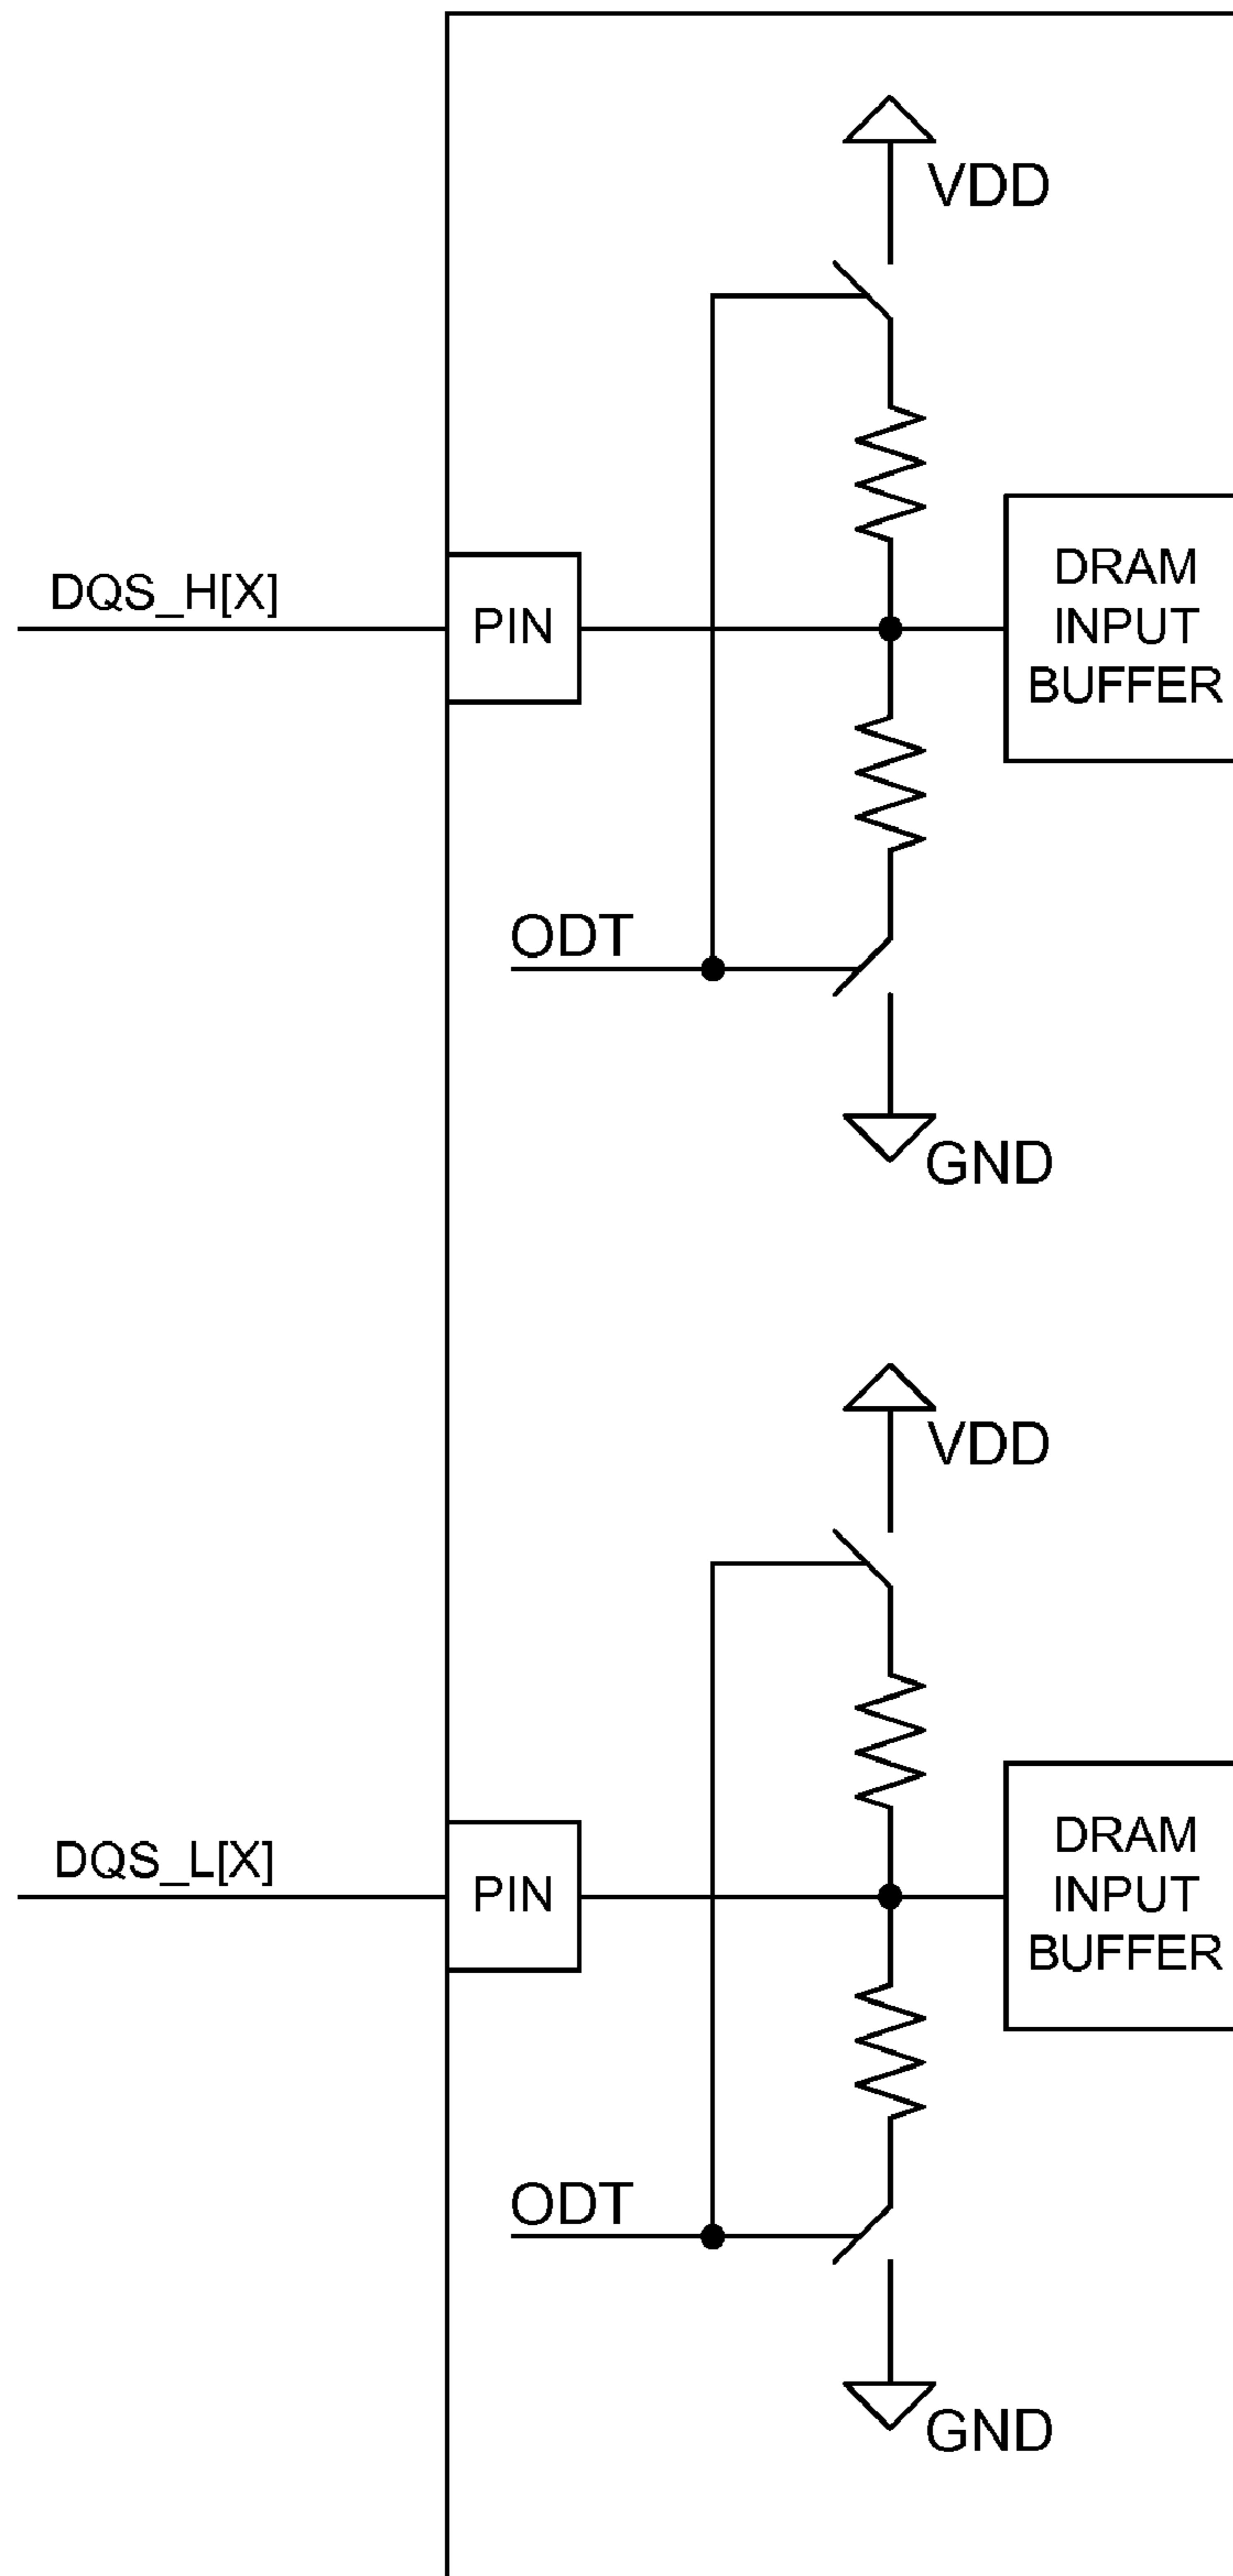 VDD
DQS_H[X]
PIN
DRAM
INPUT
BUFFER
ODT
GND
VDD
DQS_L[X]
PIN
DRAM
INPUT
BUFFER
ODT
GND